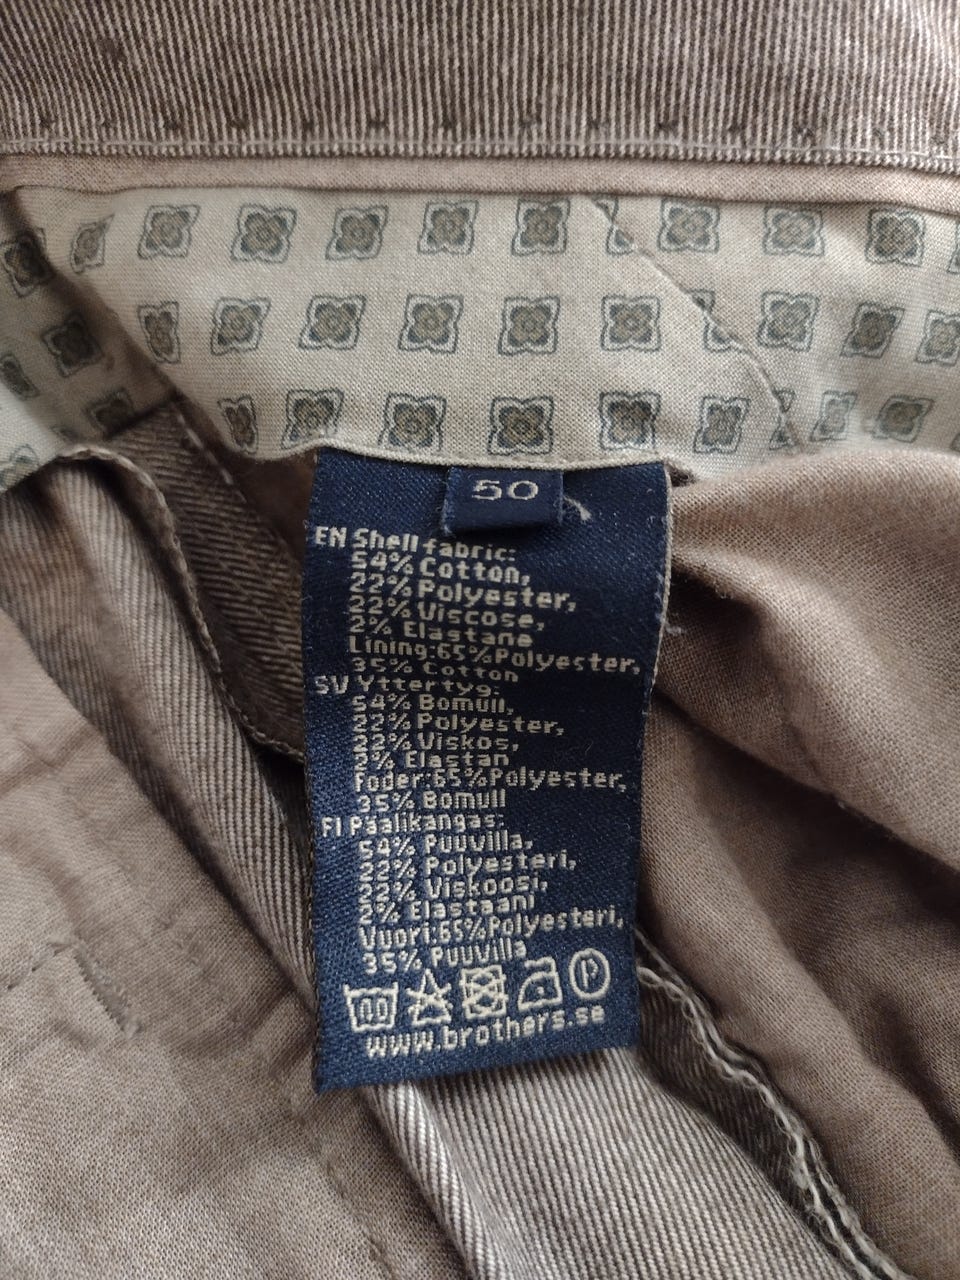 50
EN Shell fabric:
54% Cotton,
22% Polyester,
22% Viscose,
2% Elastane
Lining:65%Polyester,
35% Cotton
SV Yttertyg:
54% Bomull,
22% Polyester,
22% Viskos,
2% Elastan
Foder:65%Polyester,
35% Bomull
FI Päälikangas:
54% Puuvilla,
22% Polyesteri,
22% Viskoosi,
2% Elastaani
Vuori:65%Polyesteri,
35% Puuvilla
P
www.brothers.se